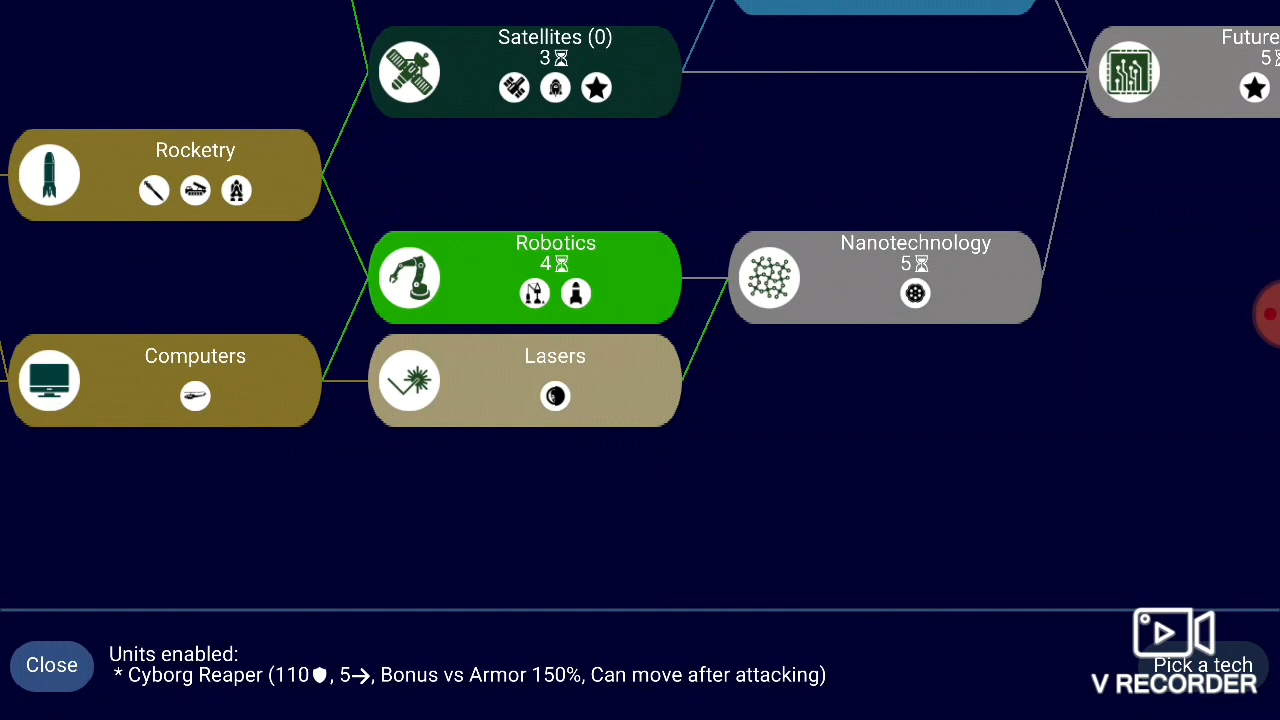 Satellites (0)
3⏳
Future
5
Rocketry
Robotics
4⏳
Nanotechnology
5⏳
Computers
Lasers
Close
Units enabled:
* Cyborg Reaper (110, 5→, Bonus vs Armor 150%, Can move after attacking)
Pick a tech
V RECORDER